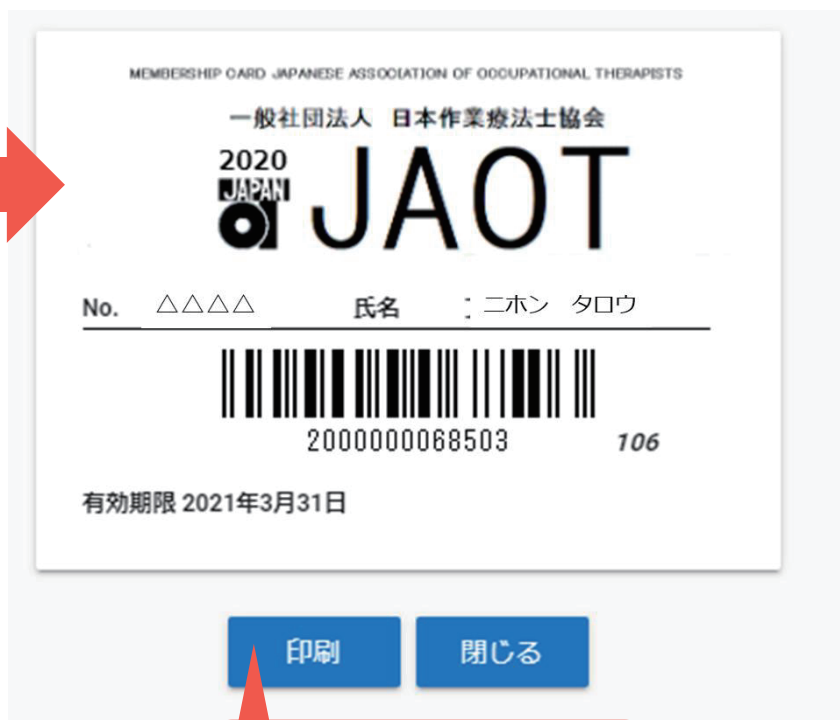 MEMBERSHIP CARD JAPANESE ASSOCIATION OF OCCUPATIONAL THERAPISTS
一般社団法人 日本作業療法士協会
2020
JAPAN
JAOT
No. △△△△ 氏名 : ニホン タロウ
2000000068503 106
有効期限 2021年3月31日
印刷 閉じる